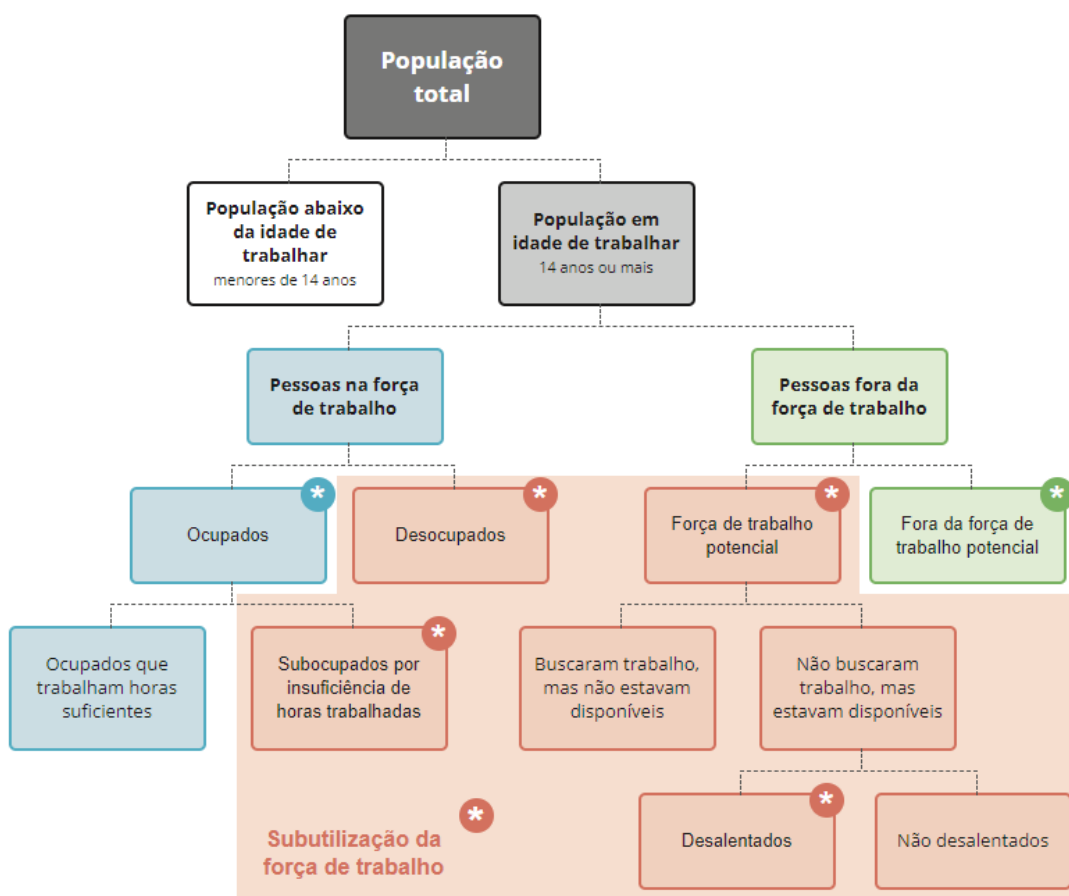 População
total
População abaixo
da idade de
trabalhar
menores de 14 anos
População em
idade de trabalhar
14 anos ou mais
Pessoas na força
de trabalho
Pessoas fora da
força de trabalho
Ocupados
*
Desocupados
*
Força de trabalho
potencial
*
Fora da força de
trabalho potencial
*
Ocupados que
trabalham horas
suficientes
Subocupados por
insuficiência de
horas trabalhadas
*
Buscaram trabalho,
mas não estavam
disponíveis
Não buscaram
trabalho, mas
estavam disponíveis
Subutilização da
força de trabalho
*
Desalentados
*
Não desalentados